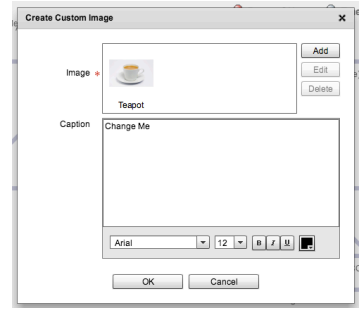 Create Custom Image
Image *
Add
Edit
Delete
Teapot
Caption
Change Me
Arial
12
B I U
OK
Cancel